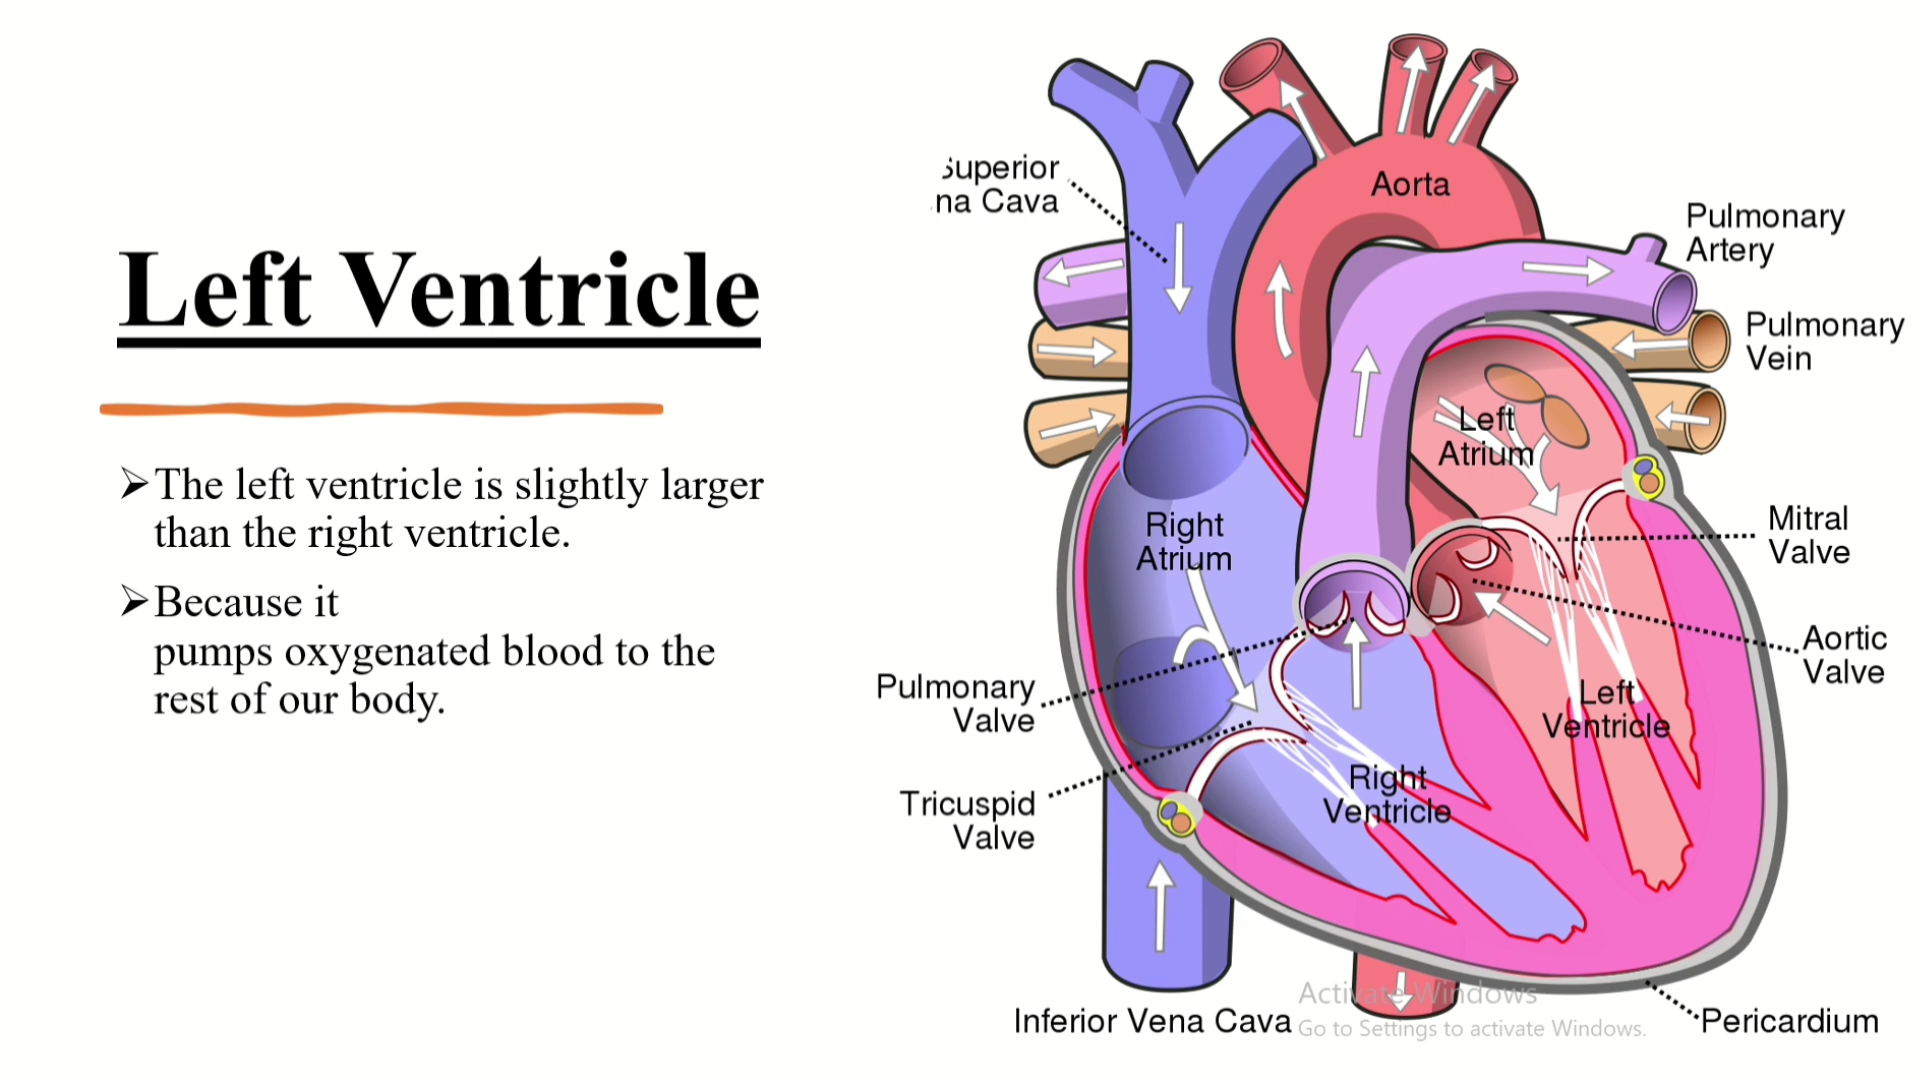 Left Ventricle
➢The left ventricle is slightly larger
than the right ventricle.
➢Because it
pumps oxygenated blood to the
rest of our body.
Superior
na Cava
Aorta
Pulmonary
Artery
Pulmonary
Vein
Left
Atrium
Right
Atrium
Mitral
Valve
Aortic
Valve
Pulmonary
Valve
Left
Ventricle
Tricuspid
Valve
Right
Ventricle
Inferior Vena Cava
Pericardium
Activate Windows
Go to Settings to activate Windows.